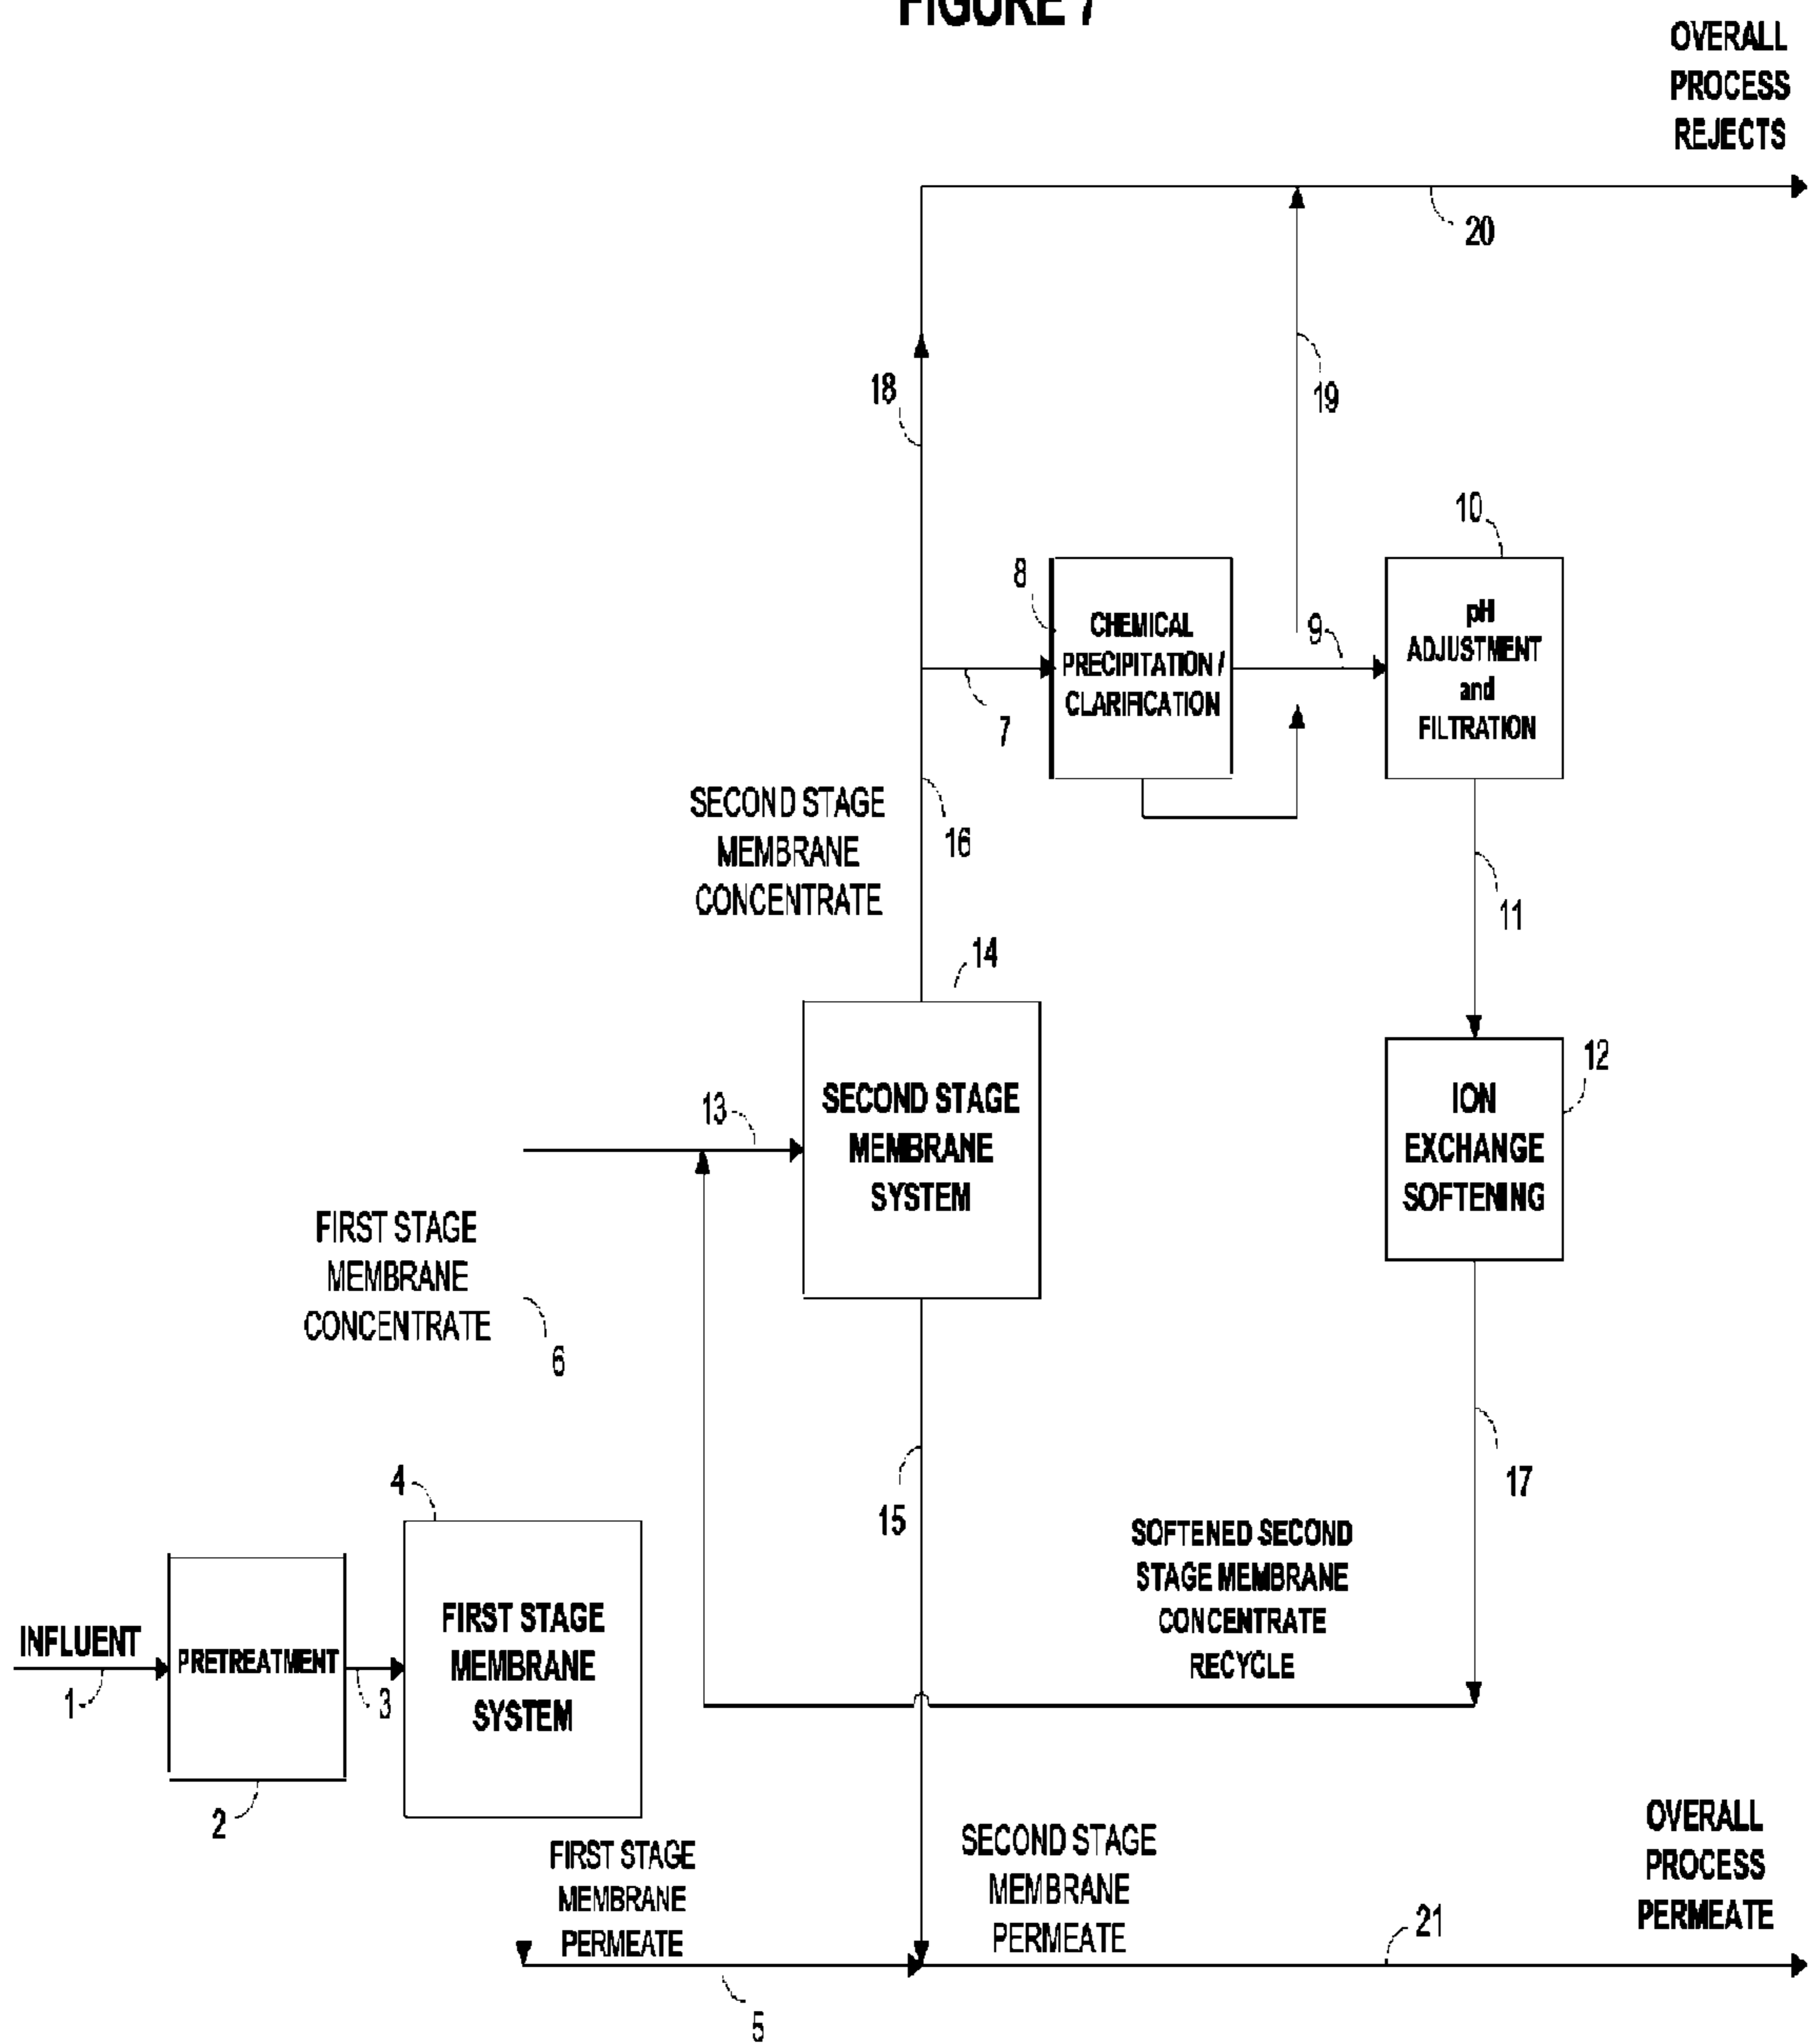 FIGURE 7
OVERALL
PROCESS
REJECTS
20
18
19
10
8
CHEMICAL
PRECIPITATION /
CLARIFICATION
9
pH
ADJUSTMENT
and
FILTRATION
7
SECOND STAGE
MEMBRANE
CONCENTRATE
16
11
14
13
SECOND STAGE
MEMBRANE
SYSTEM
12
ION
EXCHANGE
SOFTENING
FIRST STAGE
MEMBRANE
CONCENTRATE
6
17
15
4
SOFTENED SECOND
STAGE MEMBRANE
CONCENTRATE
RECYCLE
INFLUENT
1
PRETREATMENT
3
FIRST STAGE
MEMBRANE
SYSTEM
2
FIRST STAGE
MEMBRANE
PERMEATE
SECOND STAGE
MEMBRANE
PERMEATE
OVERALL
PROCESS
PERMEATE
21
5